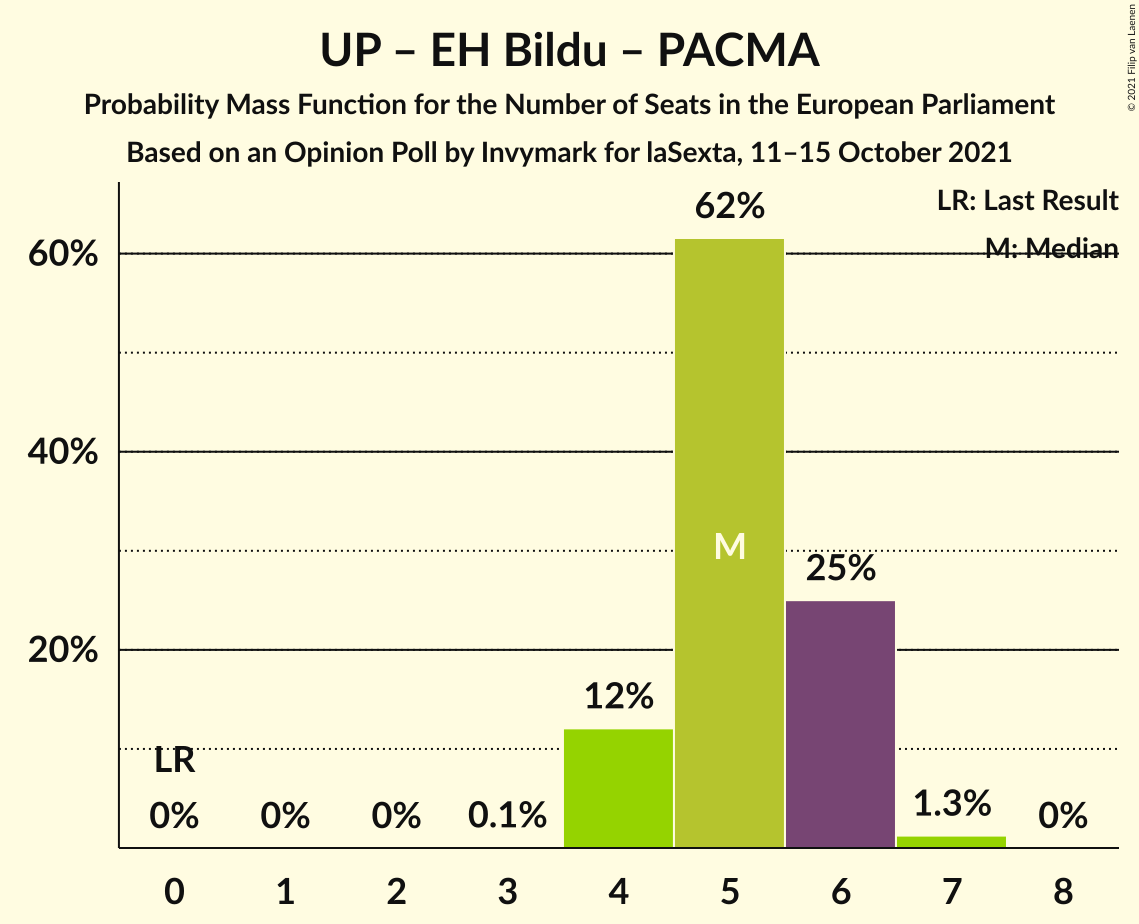 UP – EH Bildu – PACMA
Probability Mass Function for the Number of Seats in the European Parliament
Based on an Opinion Poll by Invymark for laSexta, 11–15 October 2021
© 2021 Filip van Laenen
LR: Last Result
M: Median
60%
40%
20%
62%
M
25%
12%
LR
0%
0%
0%
0.1%
1.3%
0%
0 1 2 3 4 5 6 7 8